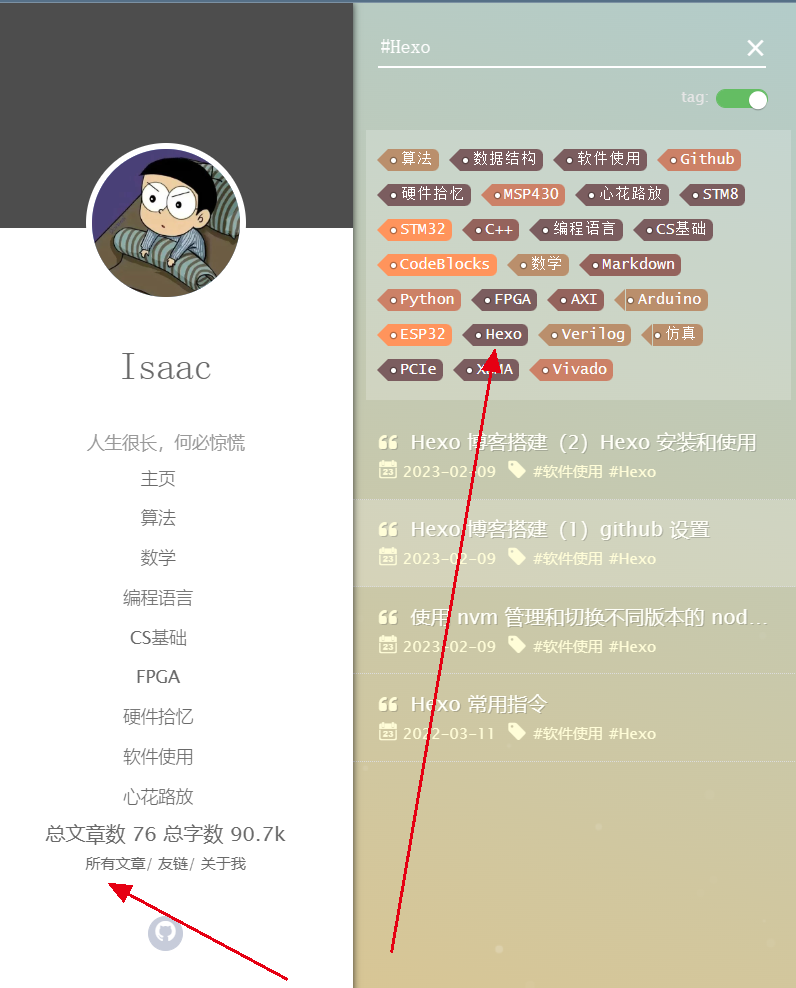 Isaac
人生很长，何必惊慌
主页
算法
数学
编程语言
CS基础
FPGA
硬件拾忆
软件使用
心花路放
总文章数 76 总字数 90.7k
所有文章/ 友链/ 关于我
#Hexo
tag:
算法 数据结构 软件使用 Github
硬件拾忆 MSP430 心花路放 STM8
STM32 C++ 编程语言 CS基础
CodeBlocks 数学 Markdown
Python FPGA AXI Arduino
ESP32 Hexo Verilog 仿真
PCIe Vivado
Hexo 博客搭建（2）Hexo 安装和使用
23 2023-02-09 #软件使用 #Hexo
Hexo 博客搭建（1）github 设置
23 2023-02-09 #软件使用 #Hexo
使用 nvm 管理和切换不同版本的 nod...
23 2023-02-09 #软件使用 #Hexo
Hexo 常用指令
23 2022-03-11 #软件使用 #Hexo